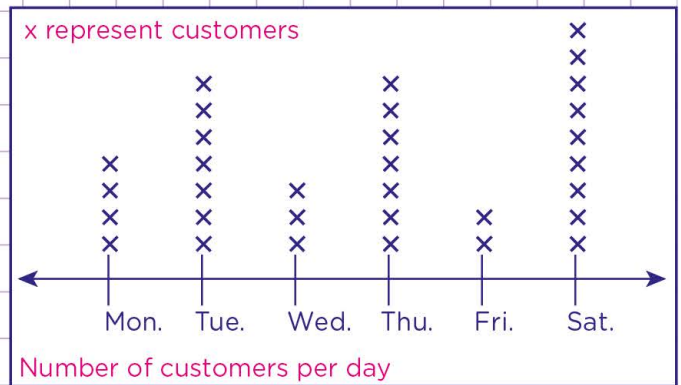 x represent customers
Mon. Tue. Wed. Thu. Fri. Sat.
Number of customers per day